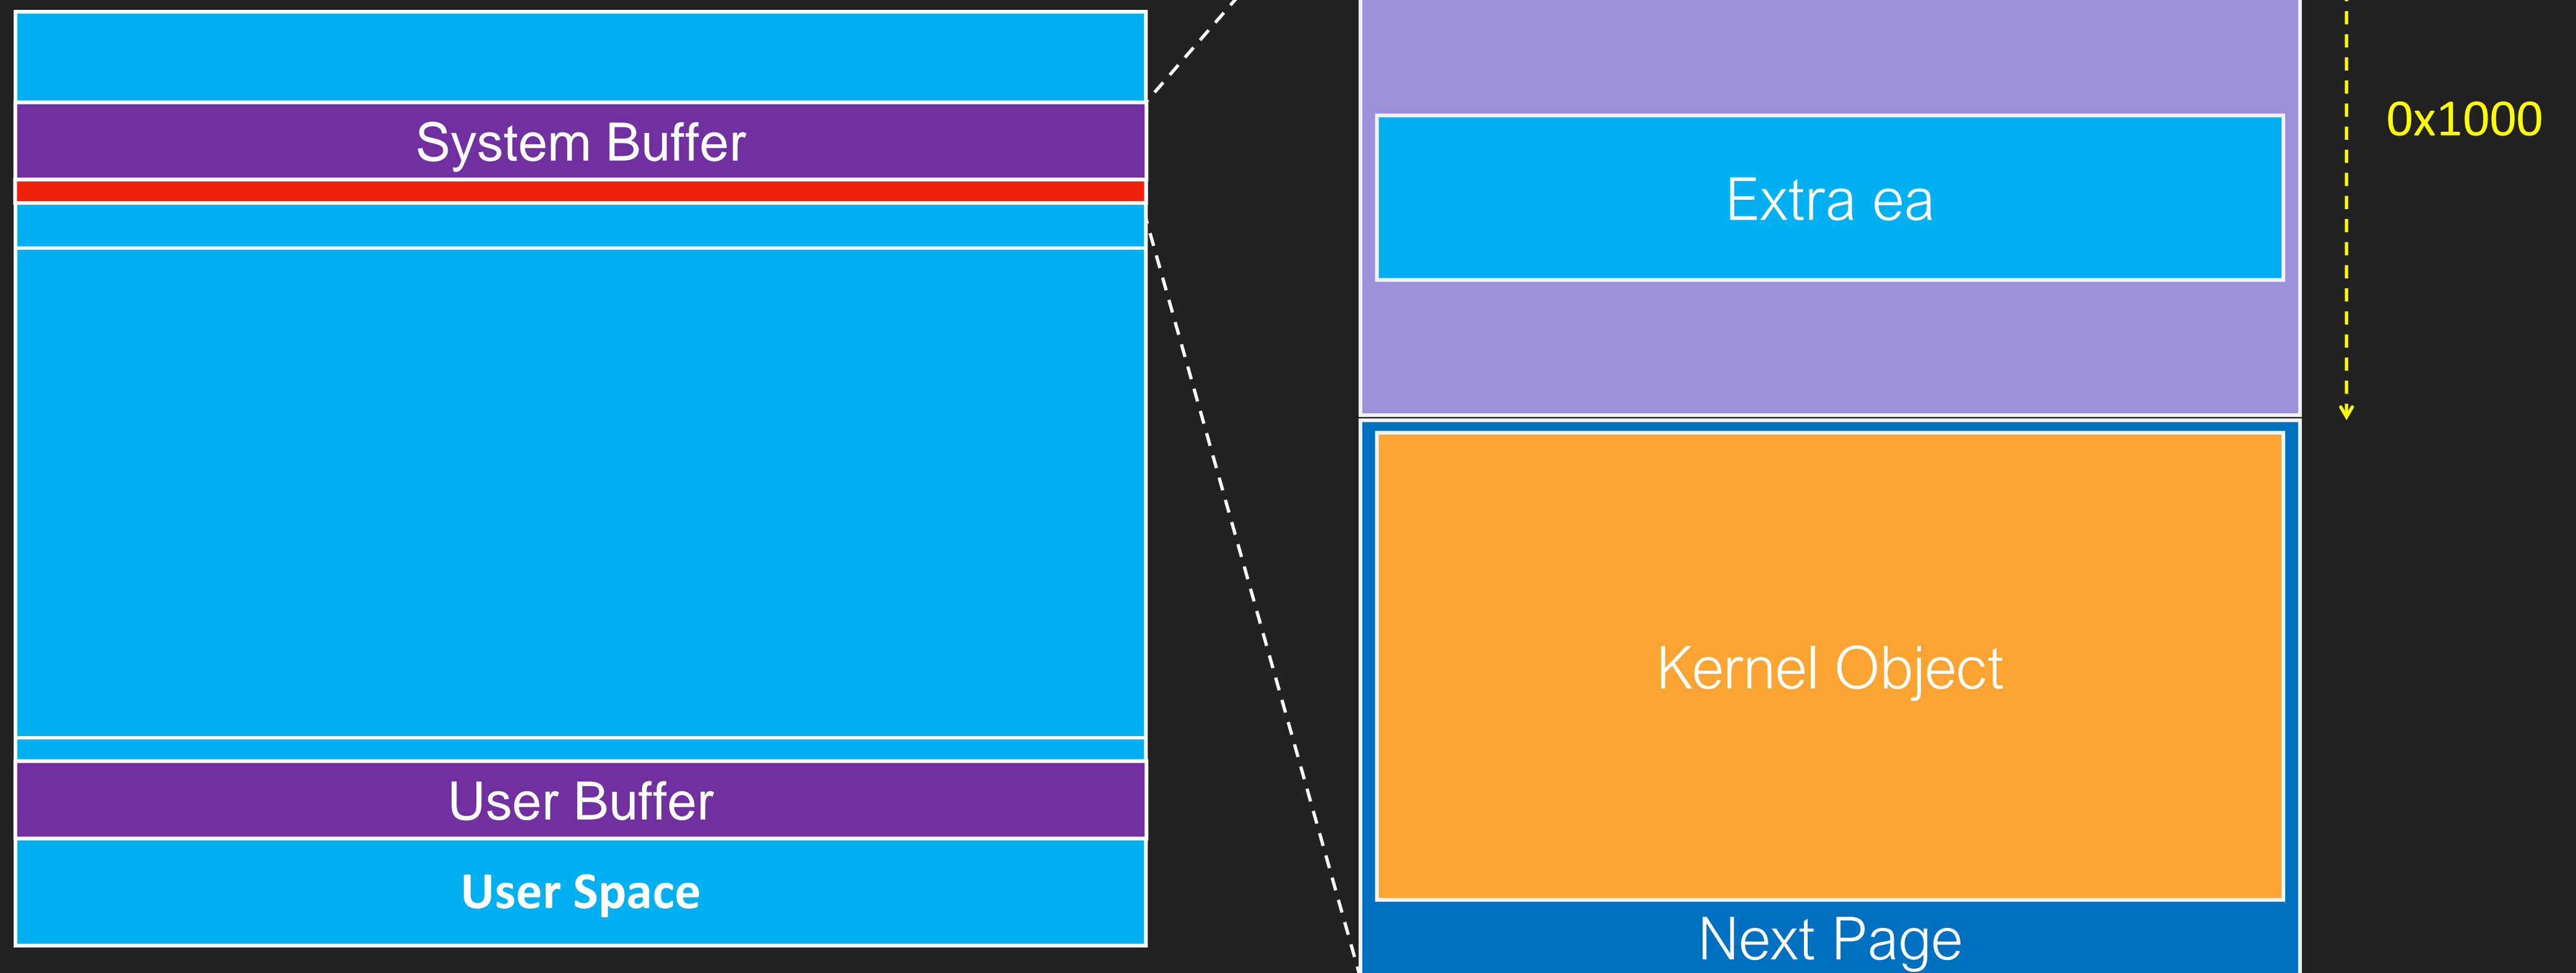 System Buffer
User Buffer
User Space
Extra ea
Kernel Object
Next Page
0x1000